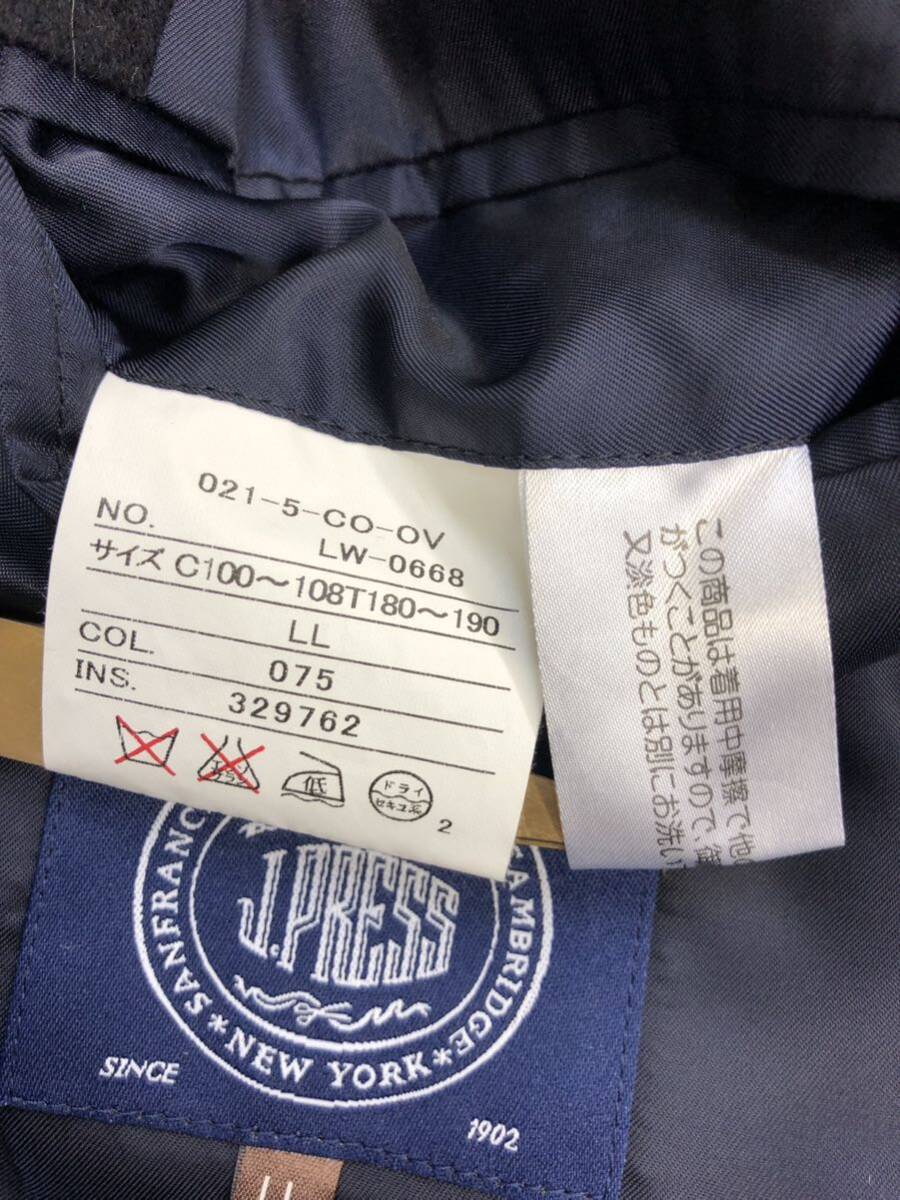 021-5-CO-OV
NO. LW-0668
サイズ C100～108T180～190
LL
COL. 075
INS. 329762
低
ドライ
セキユ系
2
この商品は着用中摩擦で他
がつくことがありますので、
又淡色ものとは別にお洗い
J.PRESS
SANFRANC
AMBRIDGE
*NEW YORK*
SINCE
1902